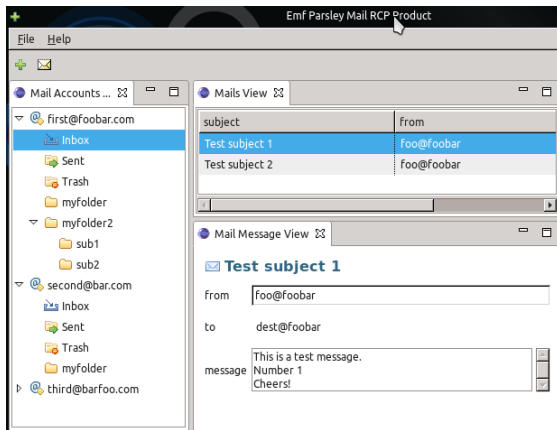 Emf Parsley Mail RCP Product
File Help
Mail Accounts ...
first@foobar.com
Inbox
Sent
Trash
myfolder
myfolder2
sub1
sub2
second@bar.com
Inbox
Sent
Trash
myfolder
third@barfoo.com
Mails View
subject from
Test subject 1 foo@foobar
Test subject 2 foo@foobar
Mail Message View
Test subject 1
from foo@foobar
to dest@foobar
message This is a test message.
Number 1
Cheers!